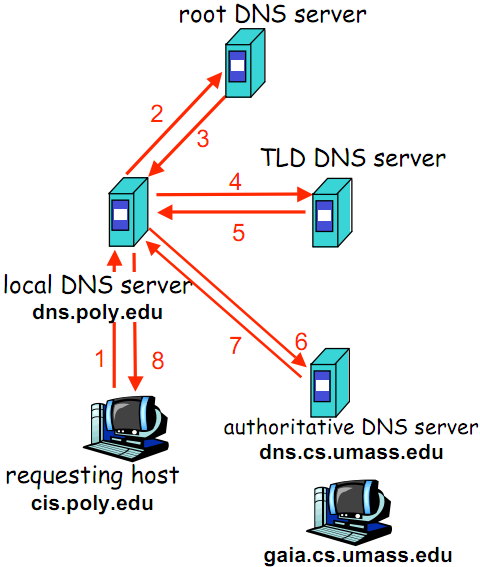 root DNS server
2
3
TLD DNS server
4
5
local DNS server
dns.poly.edu
6
7
1
8
authoritative DNS server
dns.cs.umass.edu
requesting host
cis.poly.edu
gaia.cs.umass.edu